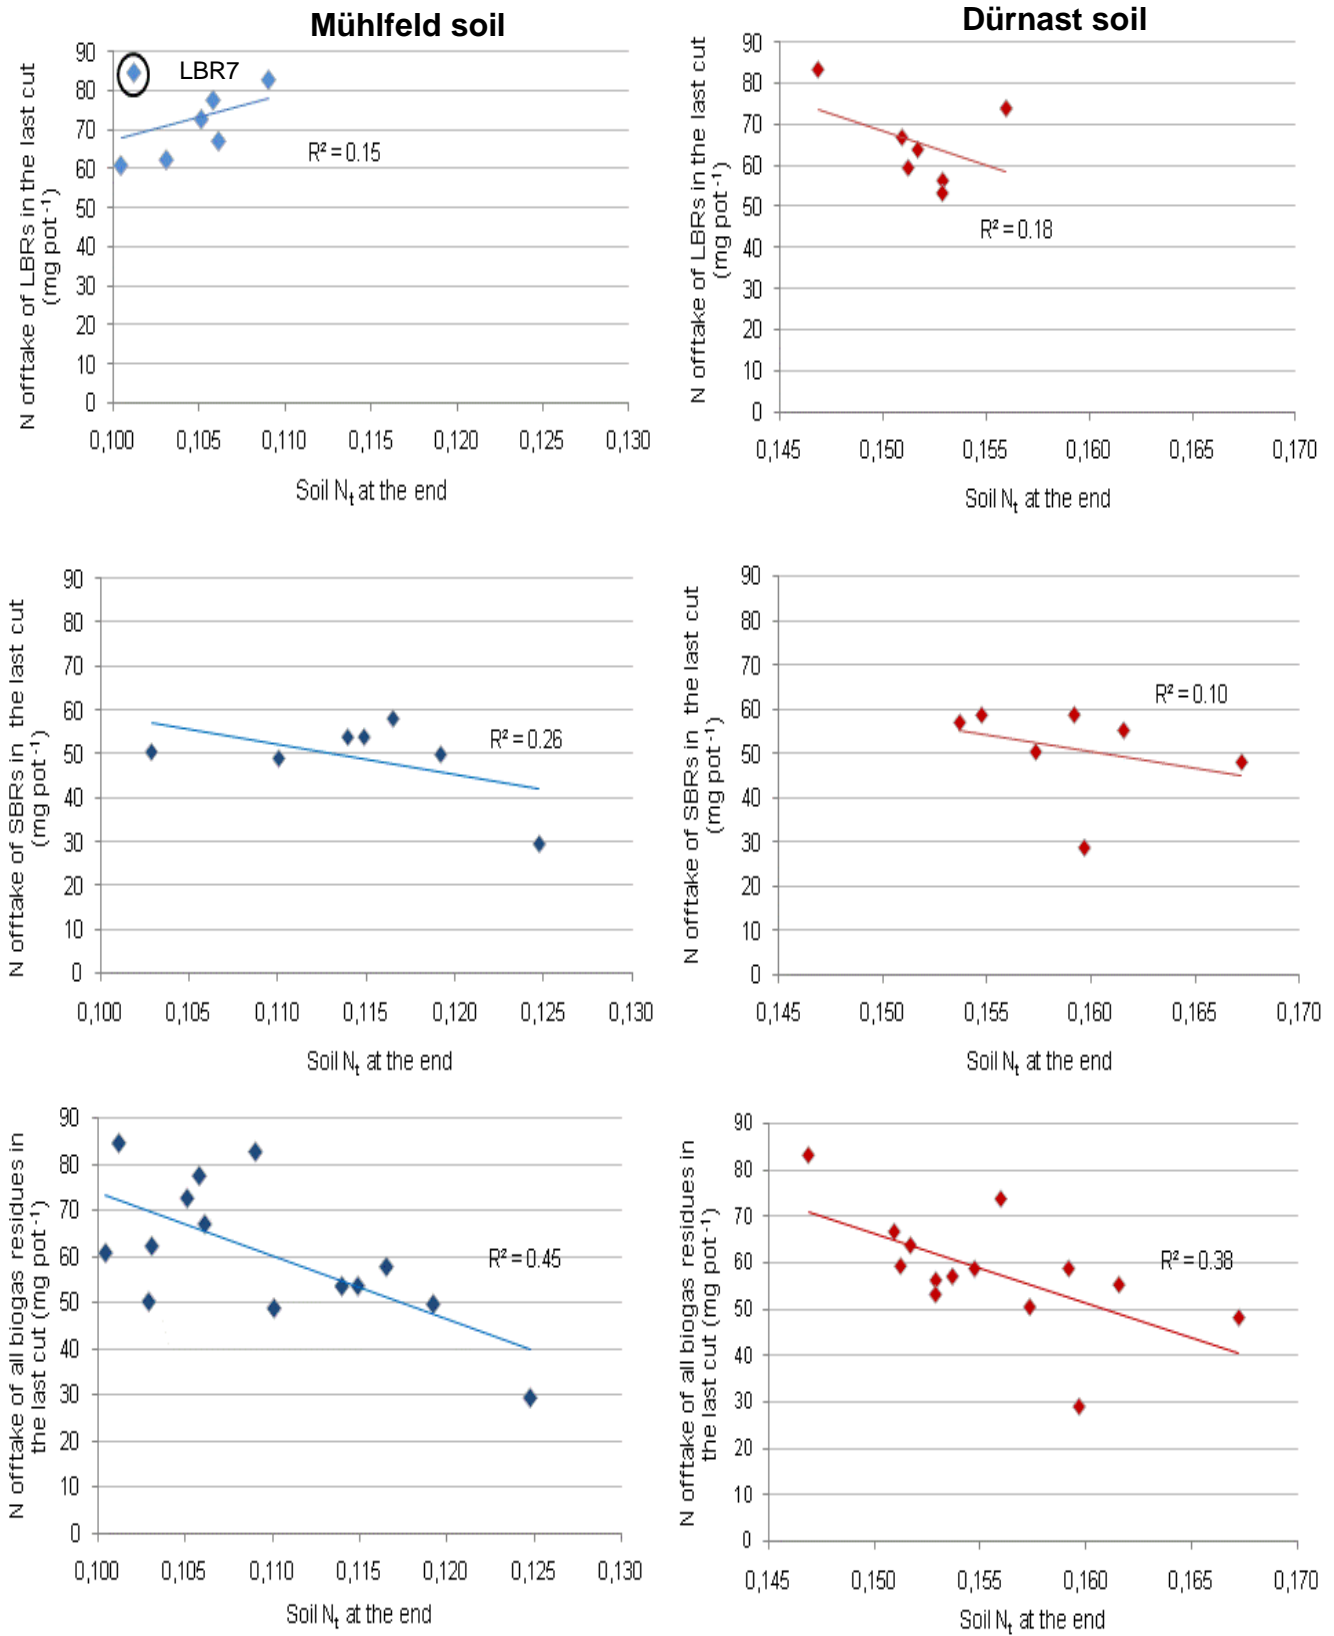 Mühlfeld soil
N offtake of LBRs in the last cut
(mg pot⁻¹)
90
80
70
60
50
40
30
20
10
0
LBR7
R² = 0.15
0,100 0,105 0,110 0,115 0,120 0,125 0,130
Soil Nₜ at the end
Dürnast soil
N offtake of LBRs in the last cut
(mg pot⁻¹)
90
80
70
60
50
40
30
20
10
0
R² = 0.18
0,145 0,150 0,155 0,160 0,165 0,170
Soil Nₜ at the end
N offtake of SBRs in the last cut
(mg pot⁻¹)
90
80
70
60
50
40
30
20
10
0
R² = 0.26
0,100 0,105 0,110 0,115 0,120 0,125 0,130
Soil Nₜ at the end
N offtake of SBRs in the last cut
(mg pot⁻¹)
90
80
70
60
50
40
30
20
10
0
R² = 0.10
0,145 0,150 0,155 0,160 0,165 0,170
Soil Nₜ at the end
N offtake of all biogas residues in
the last cut (mg pot⁻¹)
90
80
70
60
50
40
30
20
10
0
R² = 0.45
0,100 0,105 0,110 0,115 0,120 0,125 0,130
Soil Nₜ at the end
N offtake of all biogas residues in
the last cut (mg pot⁻¹)
90
80
70
60
50
40
30
20
10
0
R² = 0.38
0,145 0,150 0,155 0,160 0,165 0,170
Soil Nₜ at the end